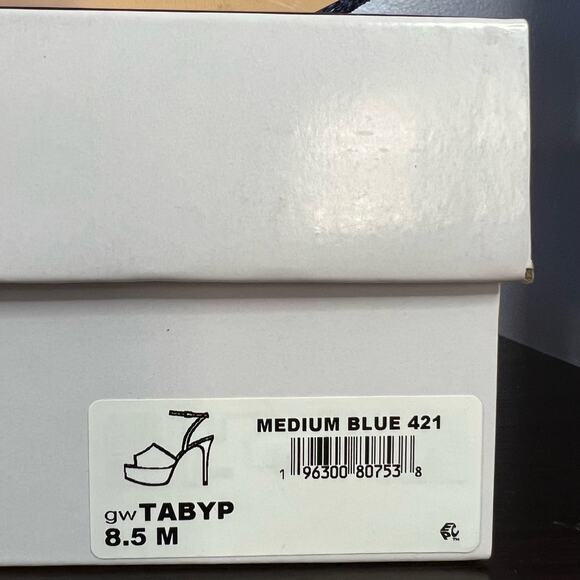 MEDIUM BLUE 421
1 96300 80753 8
gwTABYP
8.5 M